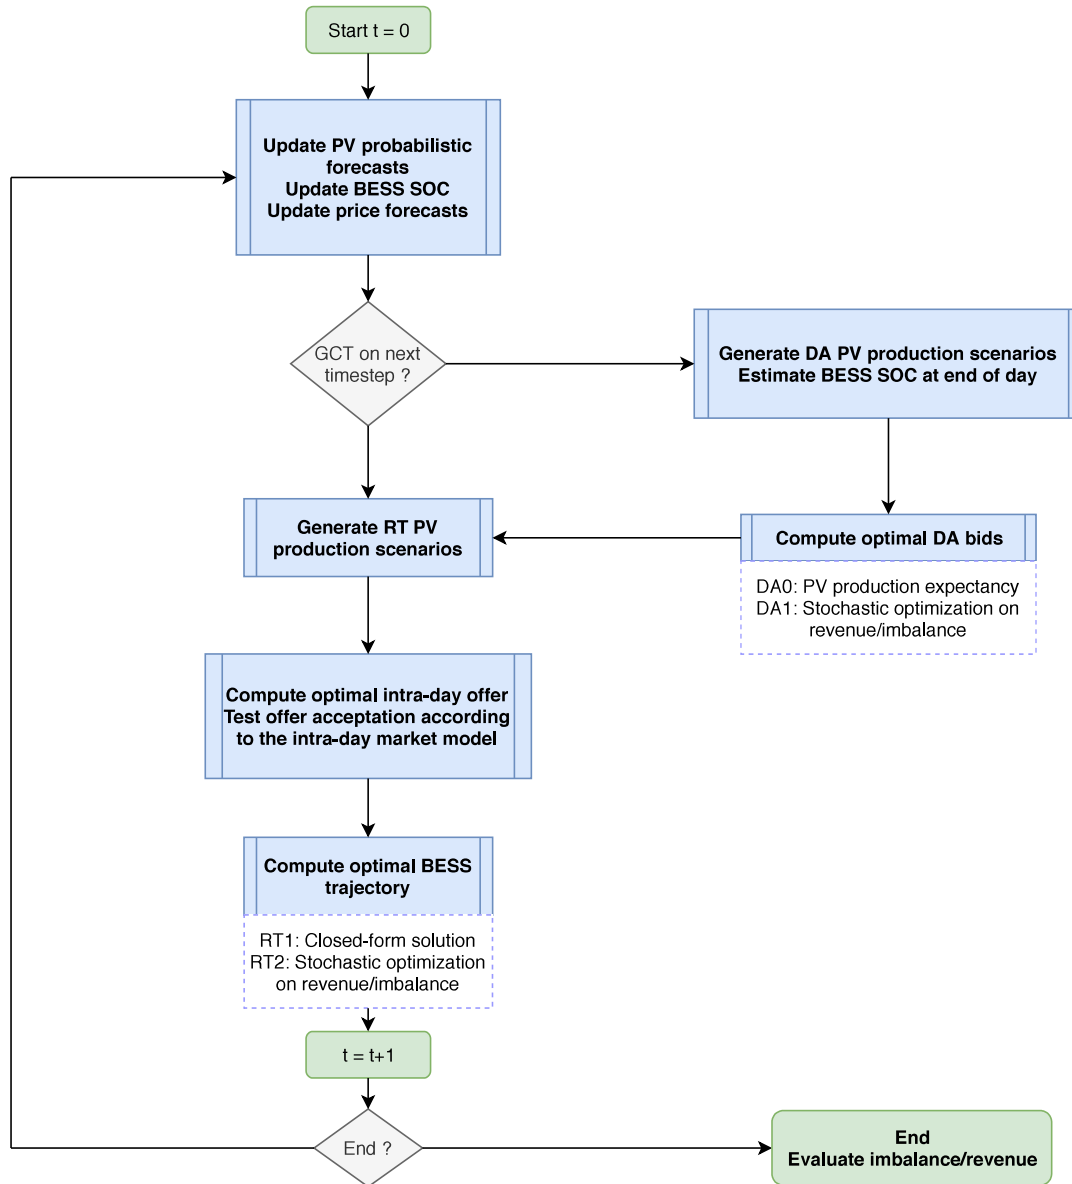 Start t = 0
Update PV probabilistic
forecasts
Update BESS SOC
Update price forecasts
GCT on next
timestep ?
Generate DA PV production scenarios
Estimate BESS SOC at end of day
Generate RT PV
production scenarios
Compute optimal DA bids
DA0: PV production expectancy
DA1: Stochastic optimization on
revenue/imbalance
Compute optimal intra-day offer
Test offer acceptation according
to the intra-day market model
Compute optimal BESS
trajectory
RT1: Closed-form solution
RT2: Stochastic optimization
on revenue/imbalance
t = t+1
End ?
End
Evaluate imbalance/revenue